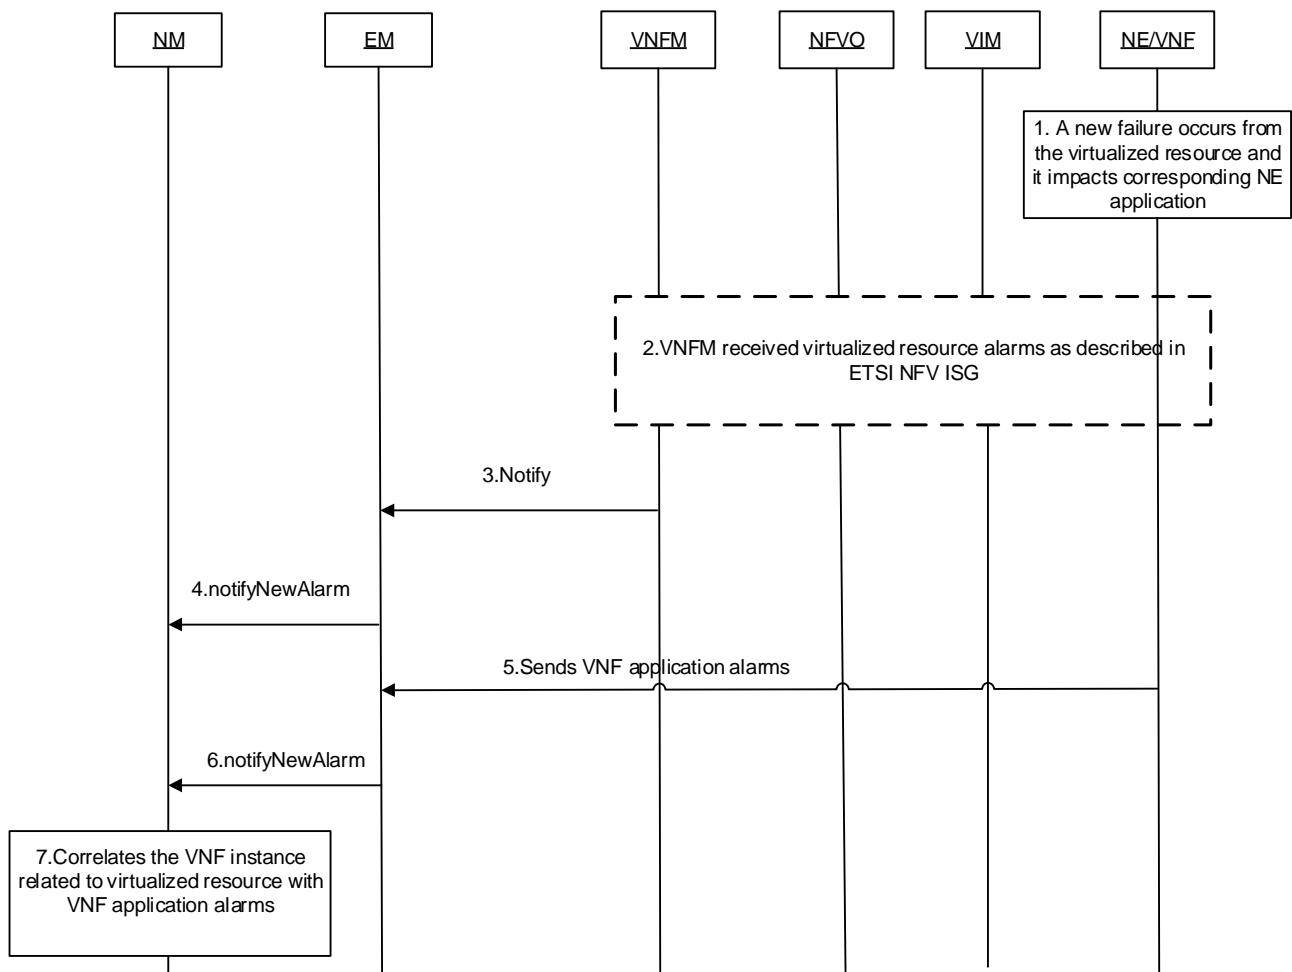 NM
EM
VNFM
NFVO
VIM
NE/VNF
1. A new failure occurs from
the virtualized resource and
it impacts corresponding NE
application
2.VNFM received virtualized resource alarms as described in
ETSI NFV ISG
3.Notify
4.notifyNewAlarm
5.Sends VNF application alarms
6.notifyNewAlarm
7.Correlates the VNF instance
related to virtualized resource with
VNF application alarms